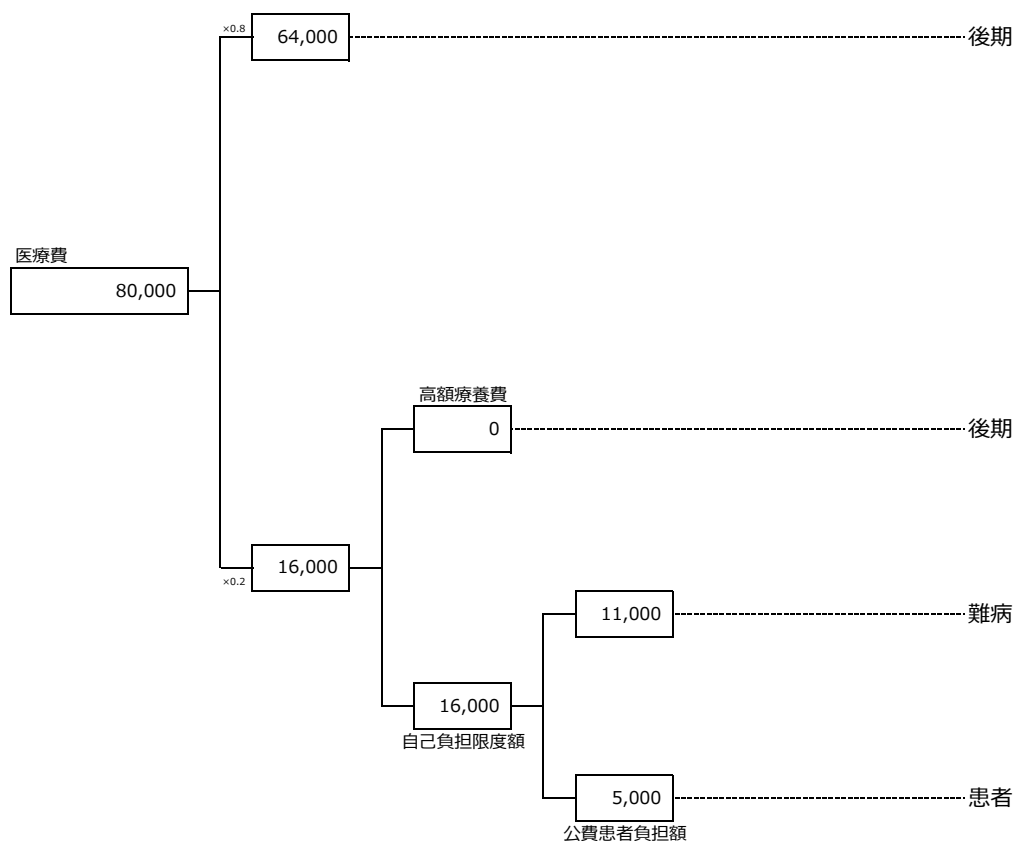 ×0.8
64,000
後期
医療費
80,000
高額療養費
0
後期
16,000
×0.2
11,000
難病
16,000
自己負担限度額
5,000
患者
公費患者負担額